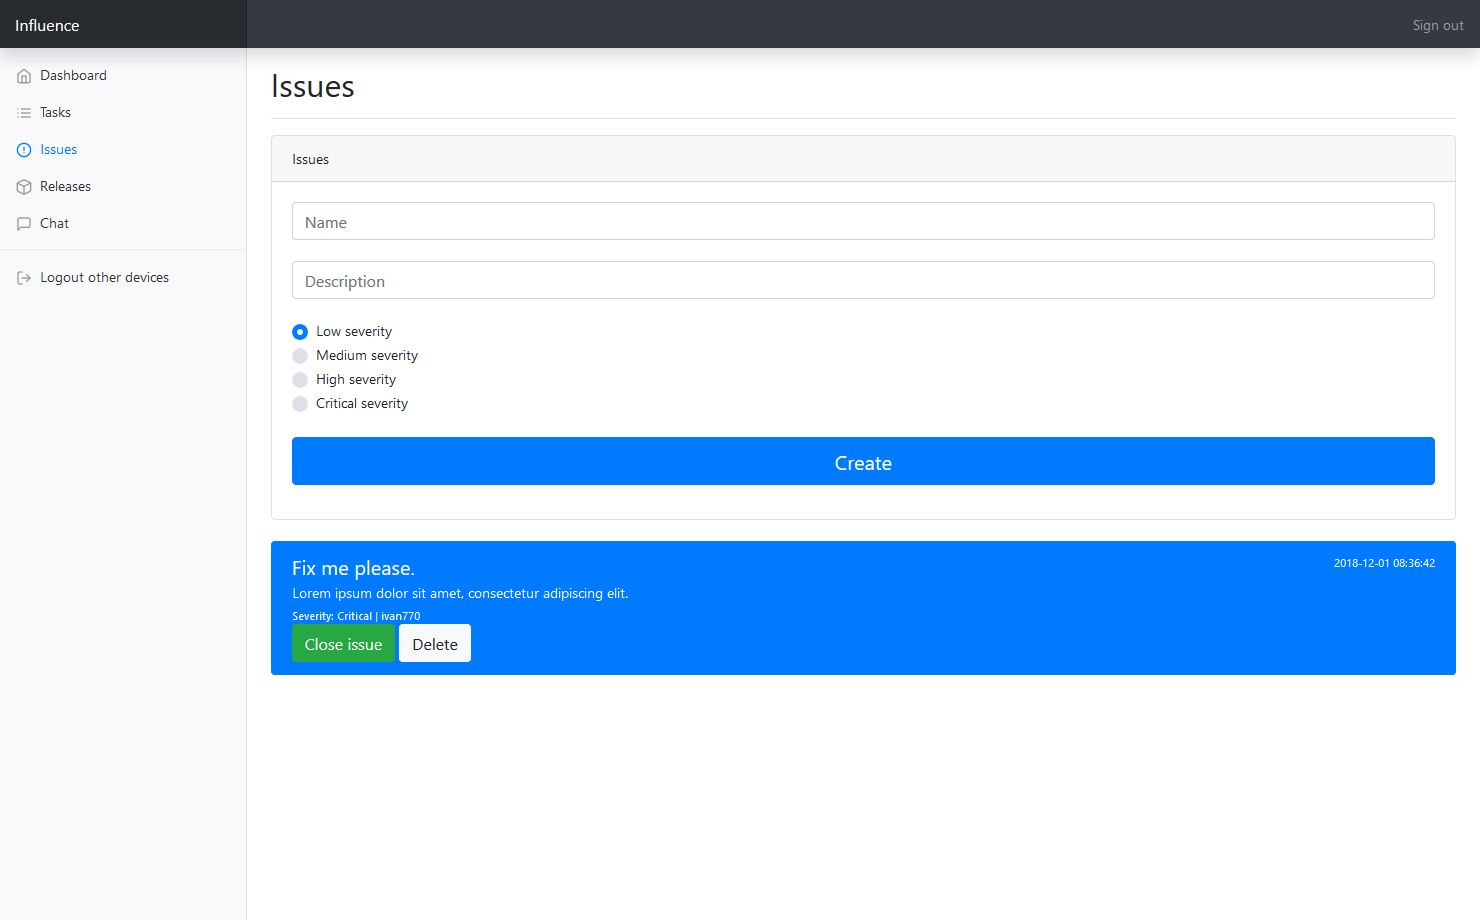 Influence
Sign out
Dashboard
Tasks
Issues
Releases
Chat
Logout other devices
Issues
Issues
Name
Description
Low severity
Medium severity
High severity
Critical severity
Create
Fix me please.
2018-12-01 08:36:42
Lorem ipsum dolor sit amet, consectetur adipiscing elit.
Severity: Critical | ivan770
Close issue Delete